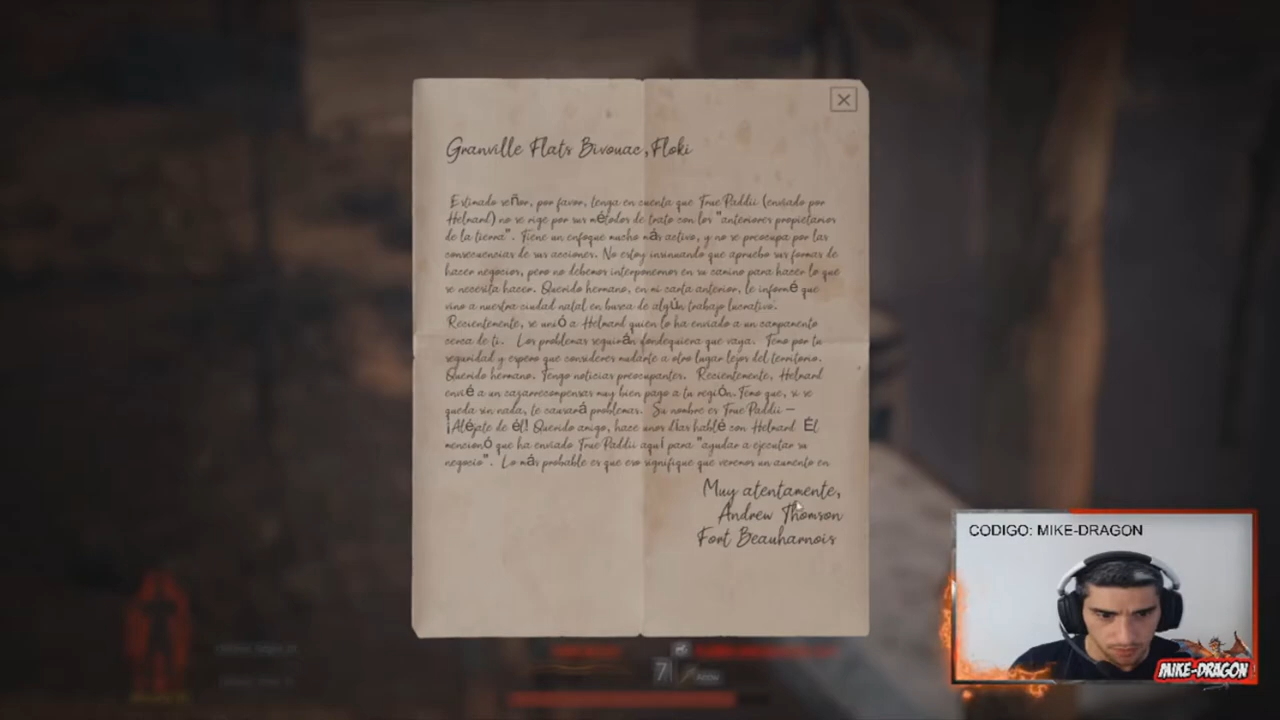 Granville Flats Bivouac, Floki
Estimado señor, por favor, tenga en cuenta que True Paddii (enviado por
Helmard) no se rige por sus métodos de trato con los "anteriores propietarios
de la tierra". Tiene un enfoque mucho más activo, y no se preocupa por las
consecuencias de sus acciones. No estoy insinuando que apruebo sus formas de
hacer negocios, pero no debemos interponernos en su camino para hacer lo que
se necesita hacer. Querido hermano, en mi carta anterior, le informé que
vino a nuestra ciudad natal en busca de algún trabajo lucrativo.
Recientemente, se unió a Helmard quien lo ha enviado a un campamento
cerca de ti. Los problemas seguirán dondequiera que vaya. Temo por tu
seguridad y espero que consideres mudarte a otro lugar lejos del territorio.
Querido hermano. Tengo noticias preocupantes. Recientemente, Helmard
envié a un cazarrecompensas muy bien pago a tu región. Temo que, si se
queda sin nada, te causará problemas. Su nombre es True Paddii –
¡Aléjate de él! Querido amigo, hace unos días hablé con Helmard. Él
mencionó que ha enviado True Paddii aquí para "ayudar a ejecutar su
negocio". Lo más probable es que eso signifique que veremos un aumento en
Muy atentamente,
Andrew Thomson
Fort Beauharnois
CODIGO: MIKE-DRAGON
MIKE-DRAGON
7
Arrow